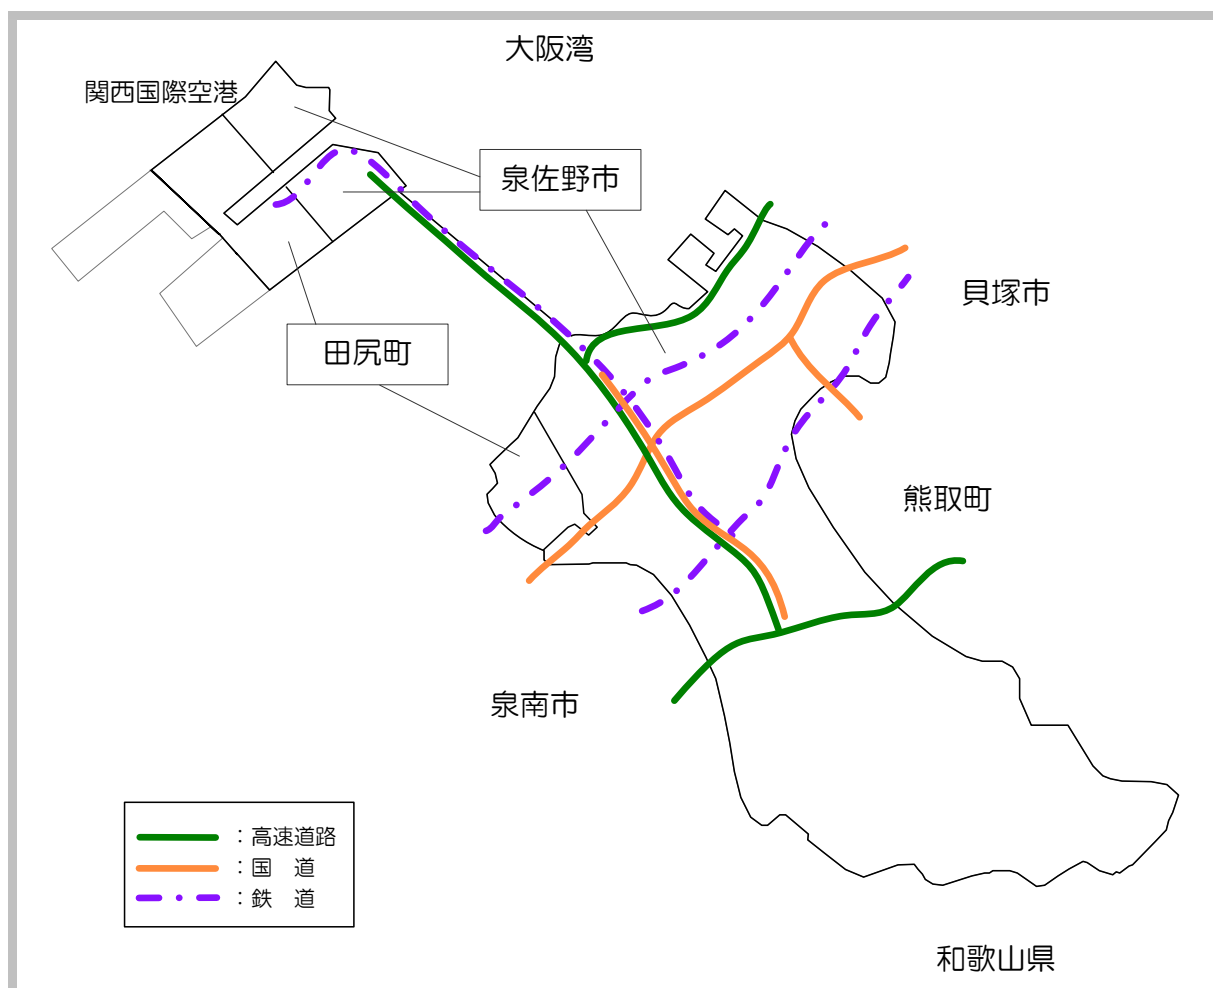 大阪湾
関西国際空港
泉佐野市
貝塚市
田尻町
熊取町
泉南市
：高速道路
：国　道
：鉄　道
和歌山県